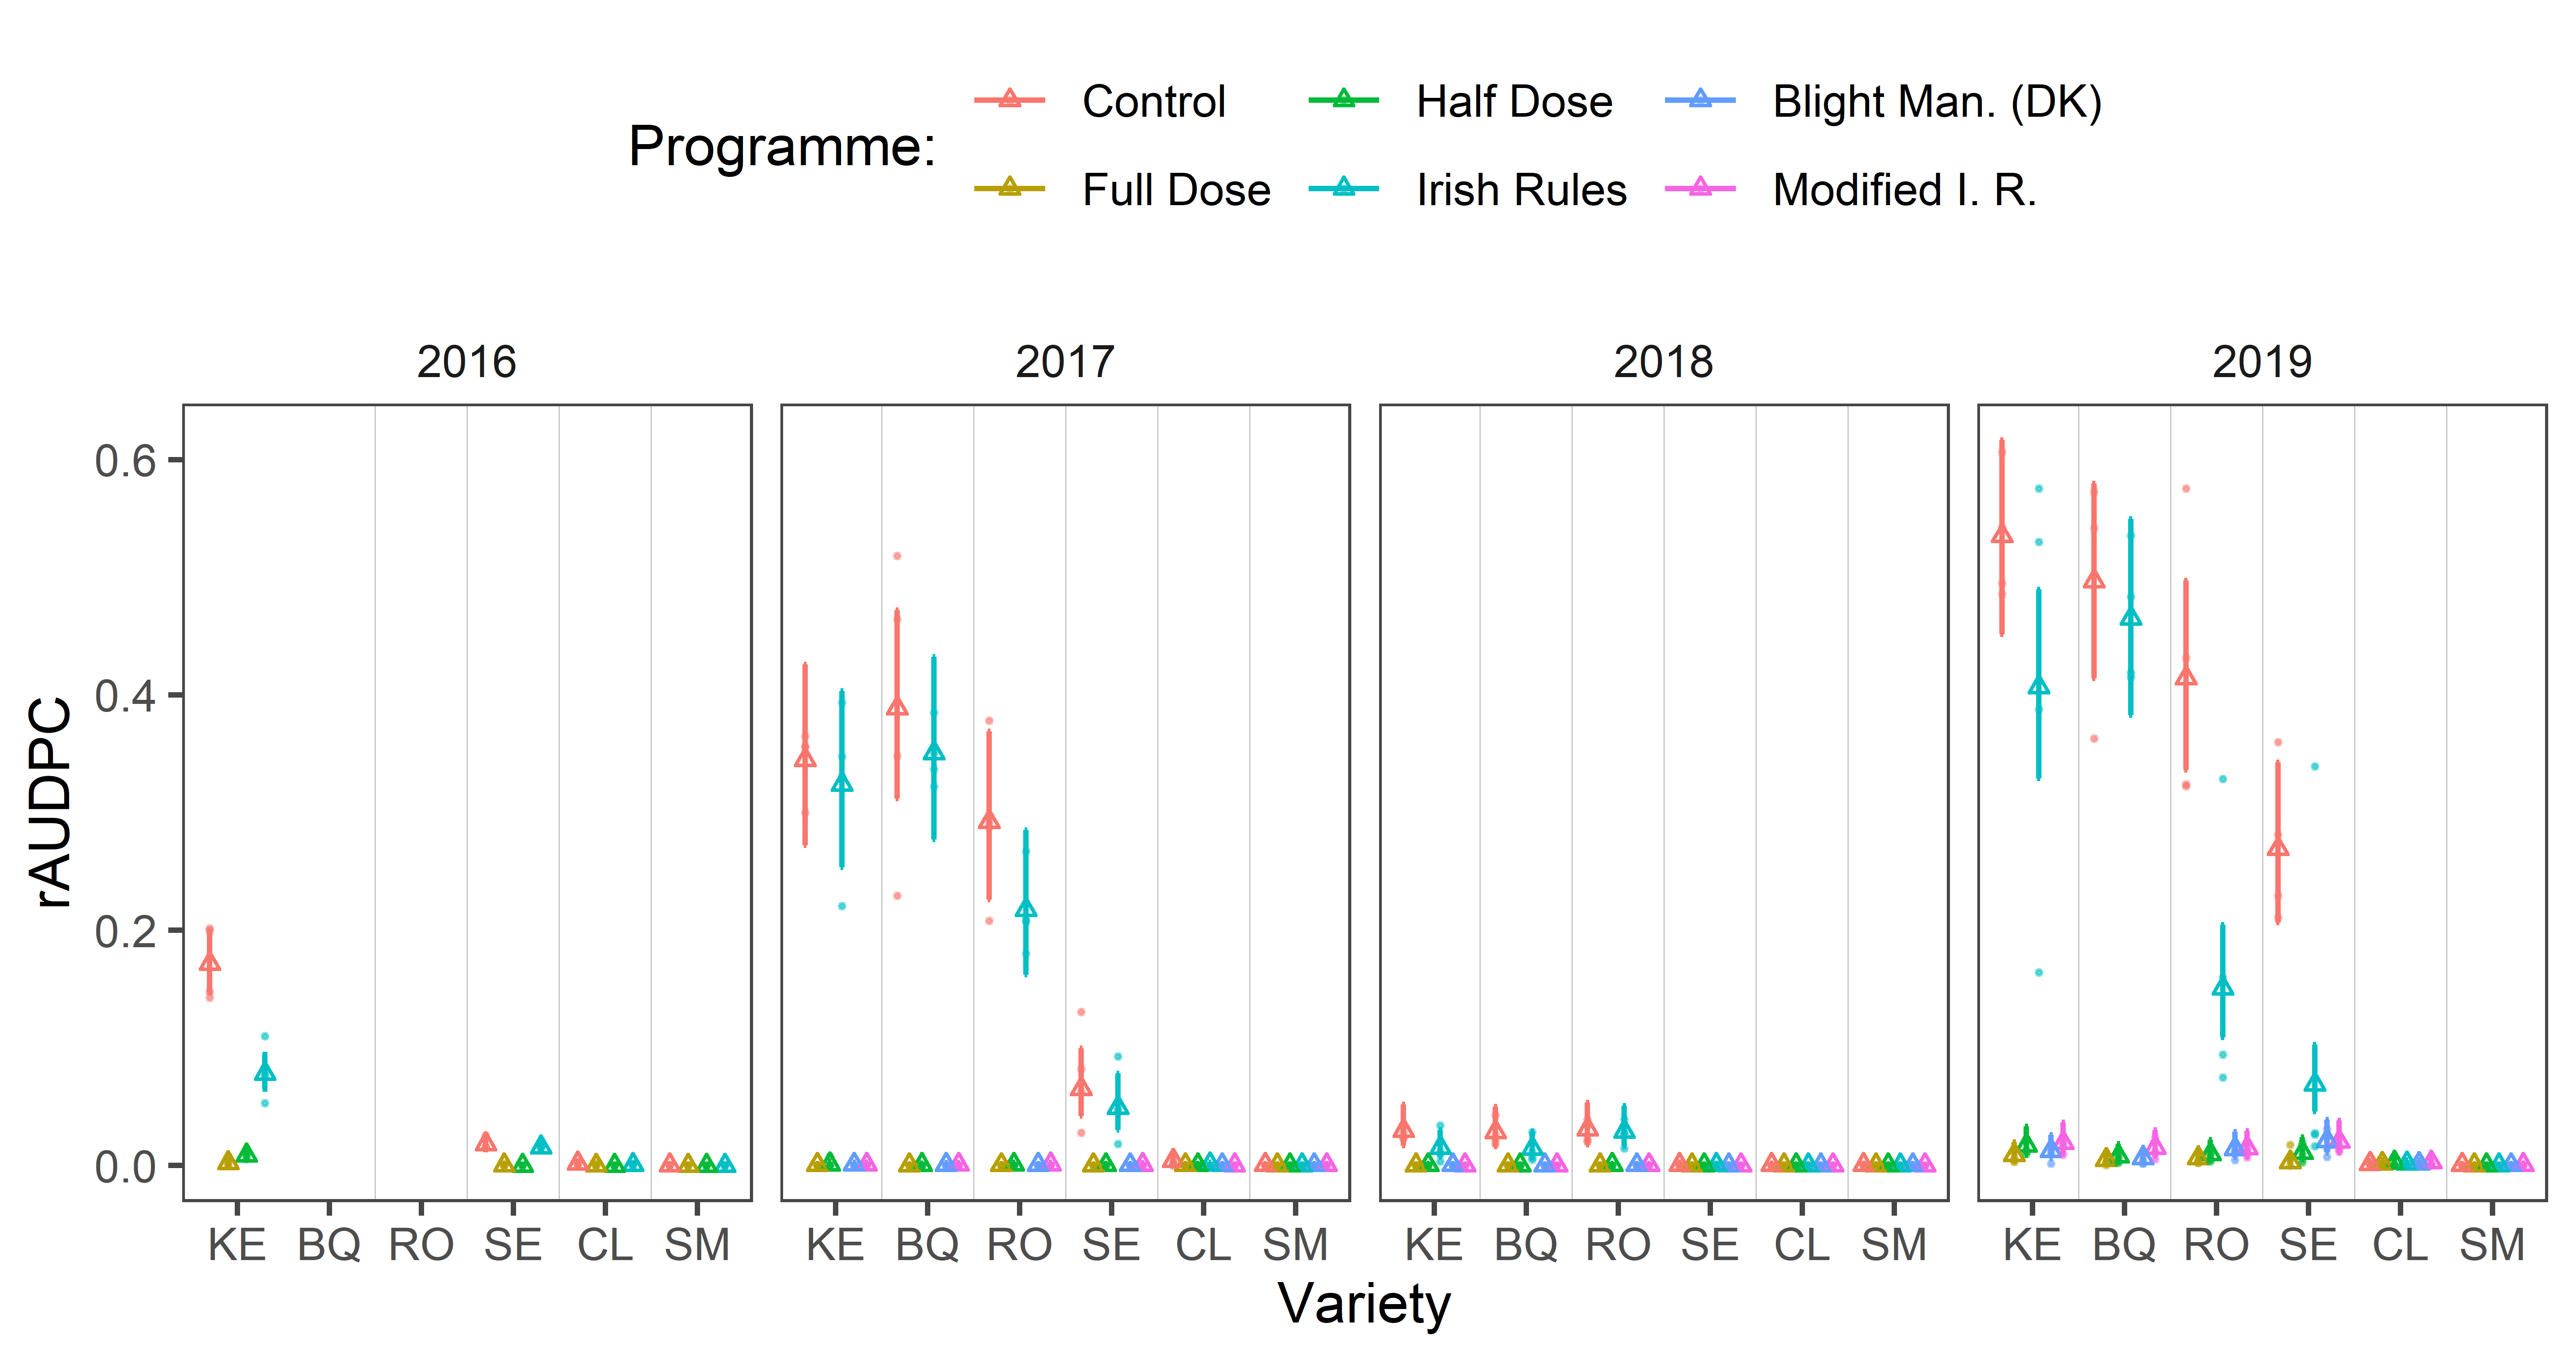 Programme:
Control Half Dose Blight Man. (DK)
Full Dose Irish Rules Modified I. R.
2016 2017 2018 2019
0.6
0.4
0.2
0.0
rAUDPC
KE BQ RO SE CL SM KE BQ RO SE CL SM KE BQ RO SE CL SM KE BQ RO SE CL SM
Variety